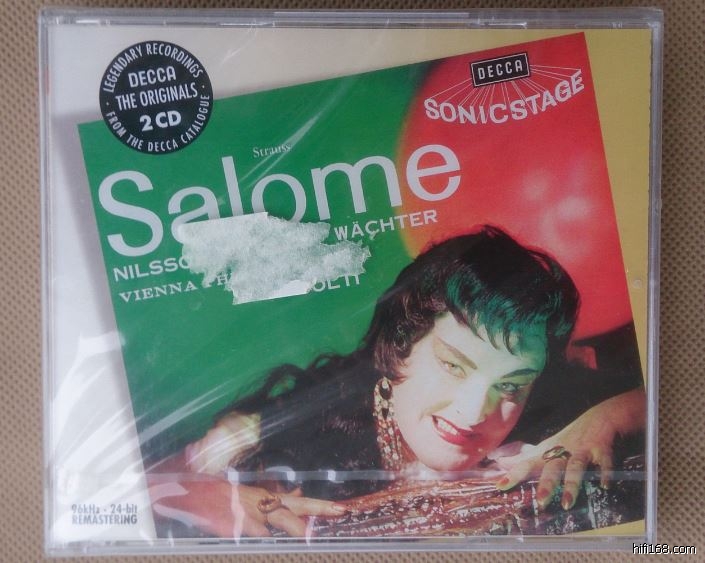 LEGENDARY RECORDINGS
DECCA
THE ORIGINALS
2 CD
FROM THE DECCA CATALOGUE
DECCA
SONICSTAGE
Strauss
Salome
WÄCHTER
VIENNA
96kHz · 24-bit
REMASTERING
hifi168.com